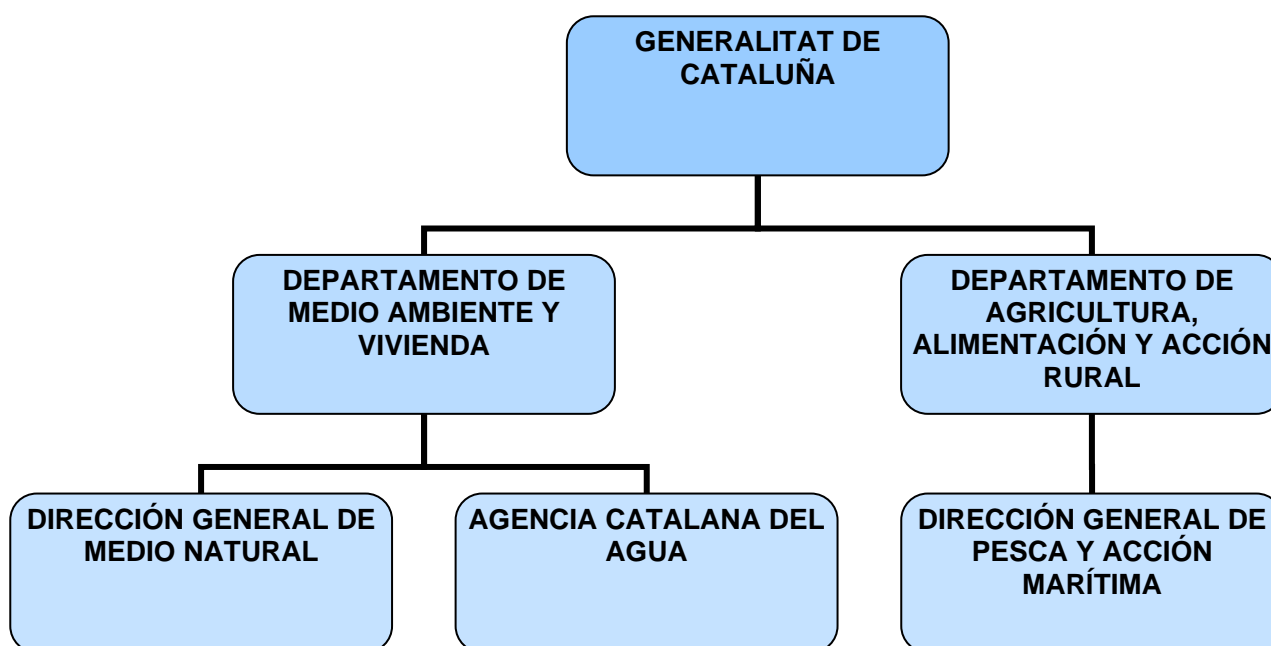 GENERALITAT DE
CATALUÑA
DEPARTAMENTO DE
MEDIO AMBIENTE Y
VIVIENDA
DEPARTAMENTO DE
AGRICULTURA,
ALIMENTACIÓN Y ACCIÓN
RURAL
DIRECCIÓN GENERAL DE
MEDIO NATURAL
AGENCIA CATALANA DEL
AGUA
DIRECCIÓN GENERAL DE
PESCA Y ACCIÓN
MARÍTIMA